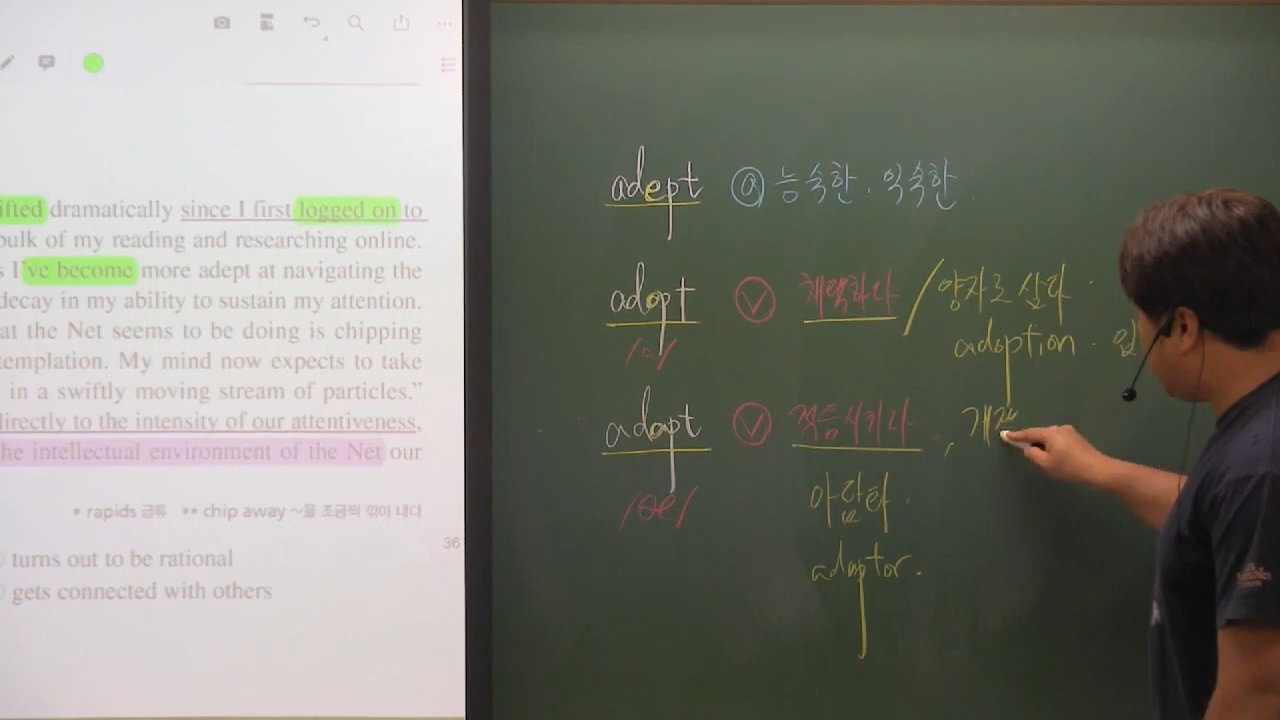 ifted dramatically since I first logged on to
bulk of my reading and researching online.
s I've become more adept at navigating the
decay in my ability to sustain my attention.
at the Net seems to be doing is chipping
templation. My mind now expects to take
in a swiftly moving stream of particles."
directly to the intensity of our attentiveness,
he intellectual environment of the Net our
* rapids 급류 ** chip away ~을 조금씩 깎아 내다
36
turns out to be rational
gets connected with others
adept ⓐ 능숙한, 익숙한
adopt ⓥ 채택하다 / 양자로 삼다
/a/ adoption. 입
adapt ⓥ 적응시키다, 개
/æ/ 아답타.
adaptor.